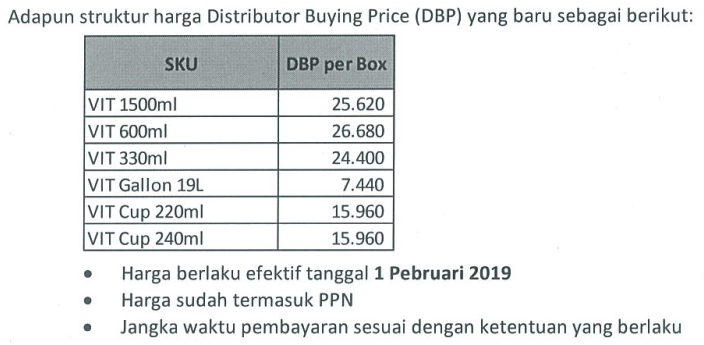 Adapun struktur harga Distributor Buying Price (DBP) yang baru sebagai berikut:
SKU DBP per Box
VIT 1500ml 25.620
VIT 600ml 26.680
VIT 330ml 24.400
VIT Gallon 19L 7.440
VIT Cup 220ml 15.960
VIT Cup 240ml 15.960
• Harga berlaku efektif tanggal 1 Pebruari 2019
• Harga sudah termasuk PPN
• Jangka waktu pembayaran sesuai dengan ketentuan yang berlaku